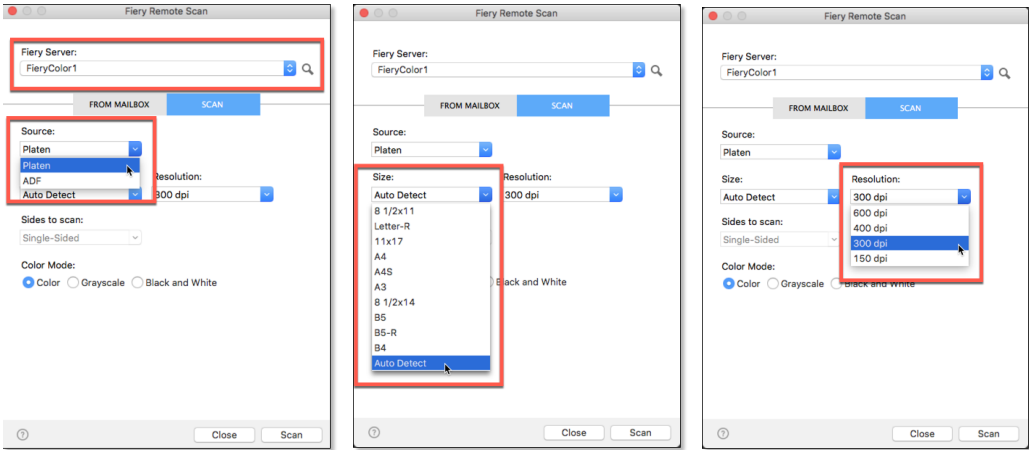 Fiery Remote Scan
Fiery Server:
FieryColor1
FROM MAILBOX SCAN
Source:
Platen
Platen
ADF
Resolution:
Auto Detect 300 dpi
Sides to scan:
Single-Sided
Color Mode:
Color Grayscale Black and White
? Close Scan
Fiery Remote Scan
Fiery Server:
FieryColor1
FROM MAILBOX SCAN
Source:
Platen
Size: Resolution:
Auto Detect 300 dpi
8 1/2x11
Letter-R
11x17
A4
A4S
A3
8 1/2x14
B5
B5-R
B4
Auto Detect
Black and White
? Close Scan
Fiery Remote Scan
Fiery Server:
FieryColor1
FROM MAILBOX SCAN
Source:
Platen
Size: Resolution:
Auto Detect 300 dpi
600 dpi
400 dpi
300 dpi
150 dpi
Sides to scan:
Single-Sided
Color Mode:
Color Grayscale Black and White
? Close Scan